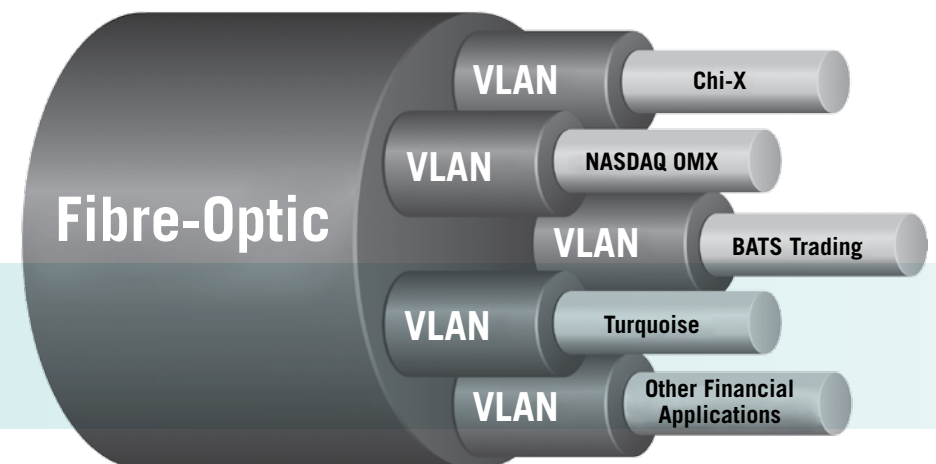 Fibre-Optic
VLAN
Chi-X
VLAN
NASDAQ OMX
VLAN
BATS Trading
VLAN
Turquoise
VLAN
Other Financial
Applications